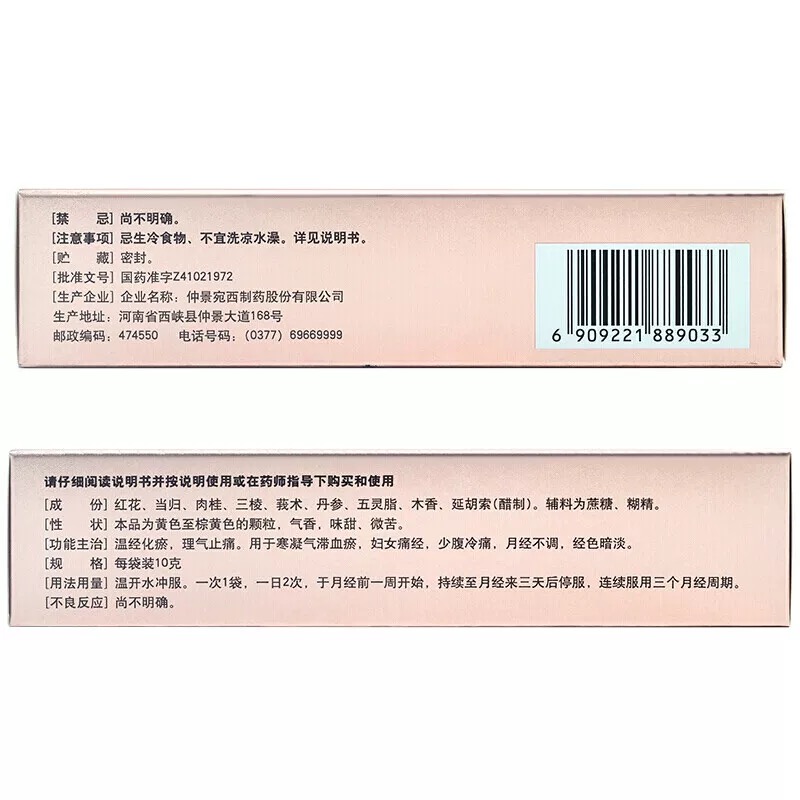 [禁 忌] 尚不明确。
[注意事项] 忌生冷食物、不宜洗凉水澡。详见说明书。
[贮 藏] 密封。
[批准文号] 国药准字Z41021972
[生产企业] 企业名称：仲景宛西制药股份有限公司
生产地址：河南省西峡县仲景大道168号
邮政编码：474550 电话号码：(0377) 69669999
6 909221 889033
请仔细阅读说明书并按说明使用或在药师指导下购买和使用
[成 份] 红花、当归、肉桂、三棱、莪术、丹参、五灵脂、木香、延胡索(醋制)。辅料为蔗糖、糊精。
[性 状] 本品为黄色至棕黄色的颗粒，气香，味甜、微苦。
[功能主治] 温经化瘀，理气止痛。用于寒凝气滞血瘀，妇女痛经，少腹冷痛，月经不调，经色暗淡。
[规 格] 每袋装10克
[用法用量] 温开水冲服。一次1袋，一日2次，于月经前一周开始，持续至月经来三天后停服，连续服用三个月经周期。
[不良反应] 尚不明确。